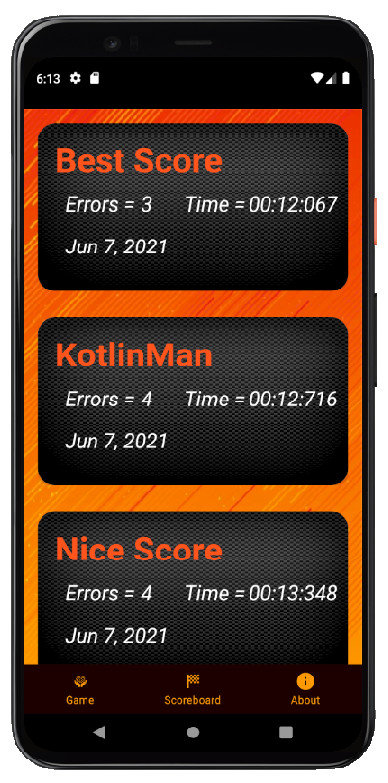 6:13
Best Score
Errors = 3 Time = 00:12:067
Jun 7, 2021
KotlinMan
Errors = 4 Time = 00:12:716
Jun 7, 2021
Nice Score
Errors = 4 Time = 00:13:348
Jun 7, 2021
Game Scoreboard About